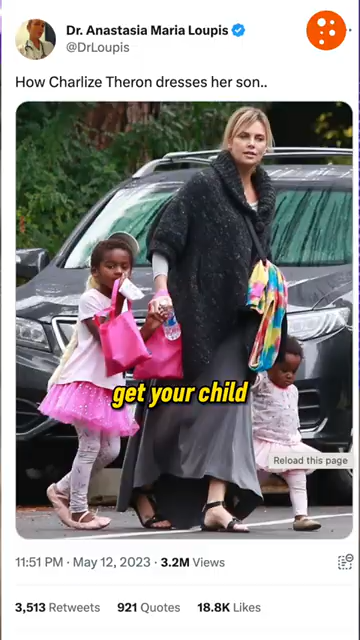 Dr. Anastasia Maria Loupis
@DrLoupis
How Charlize Theron dresses her son..
get your child
Reload this page
11:51 PM · May 12, 2023 · 3.2M Views
3,513 Retweets 921 Quotes 18.8K Likes